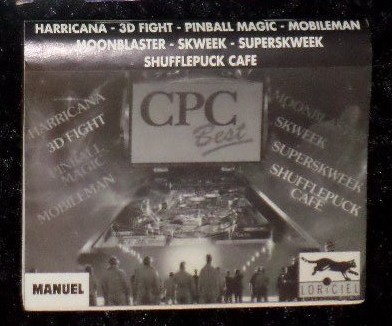 HARRICANA - 3D FIGHT - PINBALL MAGIC - MOBILEMAN
MOONBLASTER - SKWEEK - SUPERSKWEEK
SHUFFLEPUCK CAFE
HARRICANA
3D FIGHT
PINBALL
MAGIC
MOBILEMAN
CPC
Best
MOONBLASTER
SKWEEK
SUPERSKWEEK
SHUFFLEPUCK
CAFE
MANUEL
LORICIEL